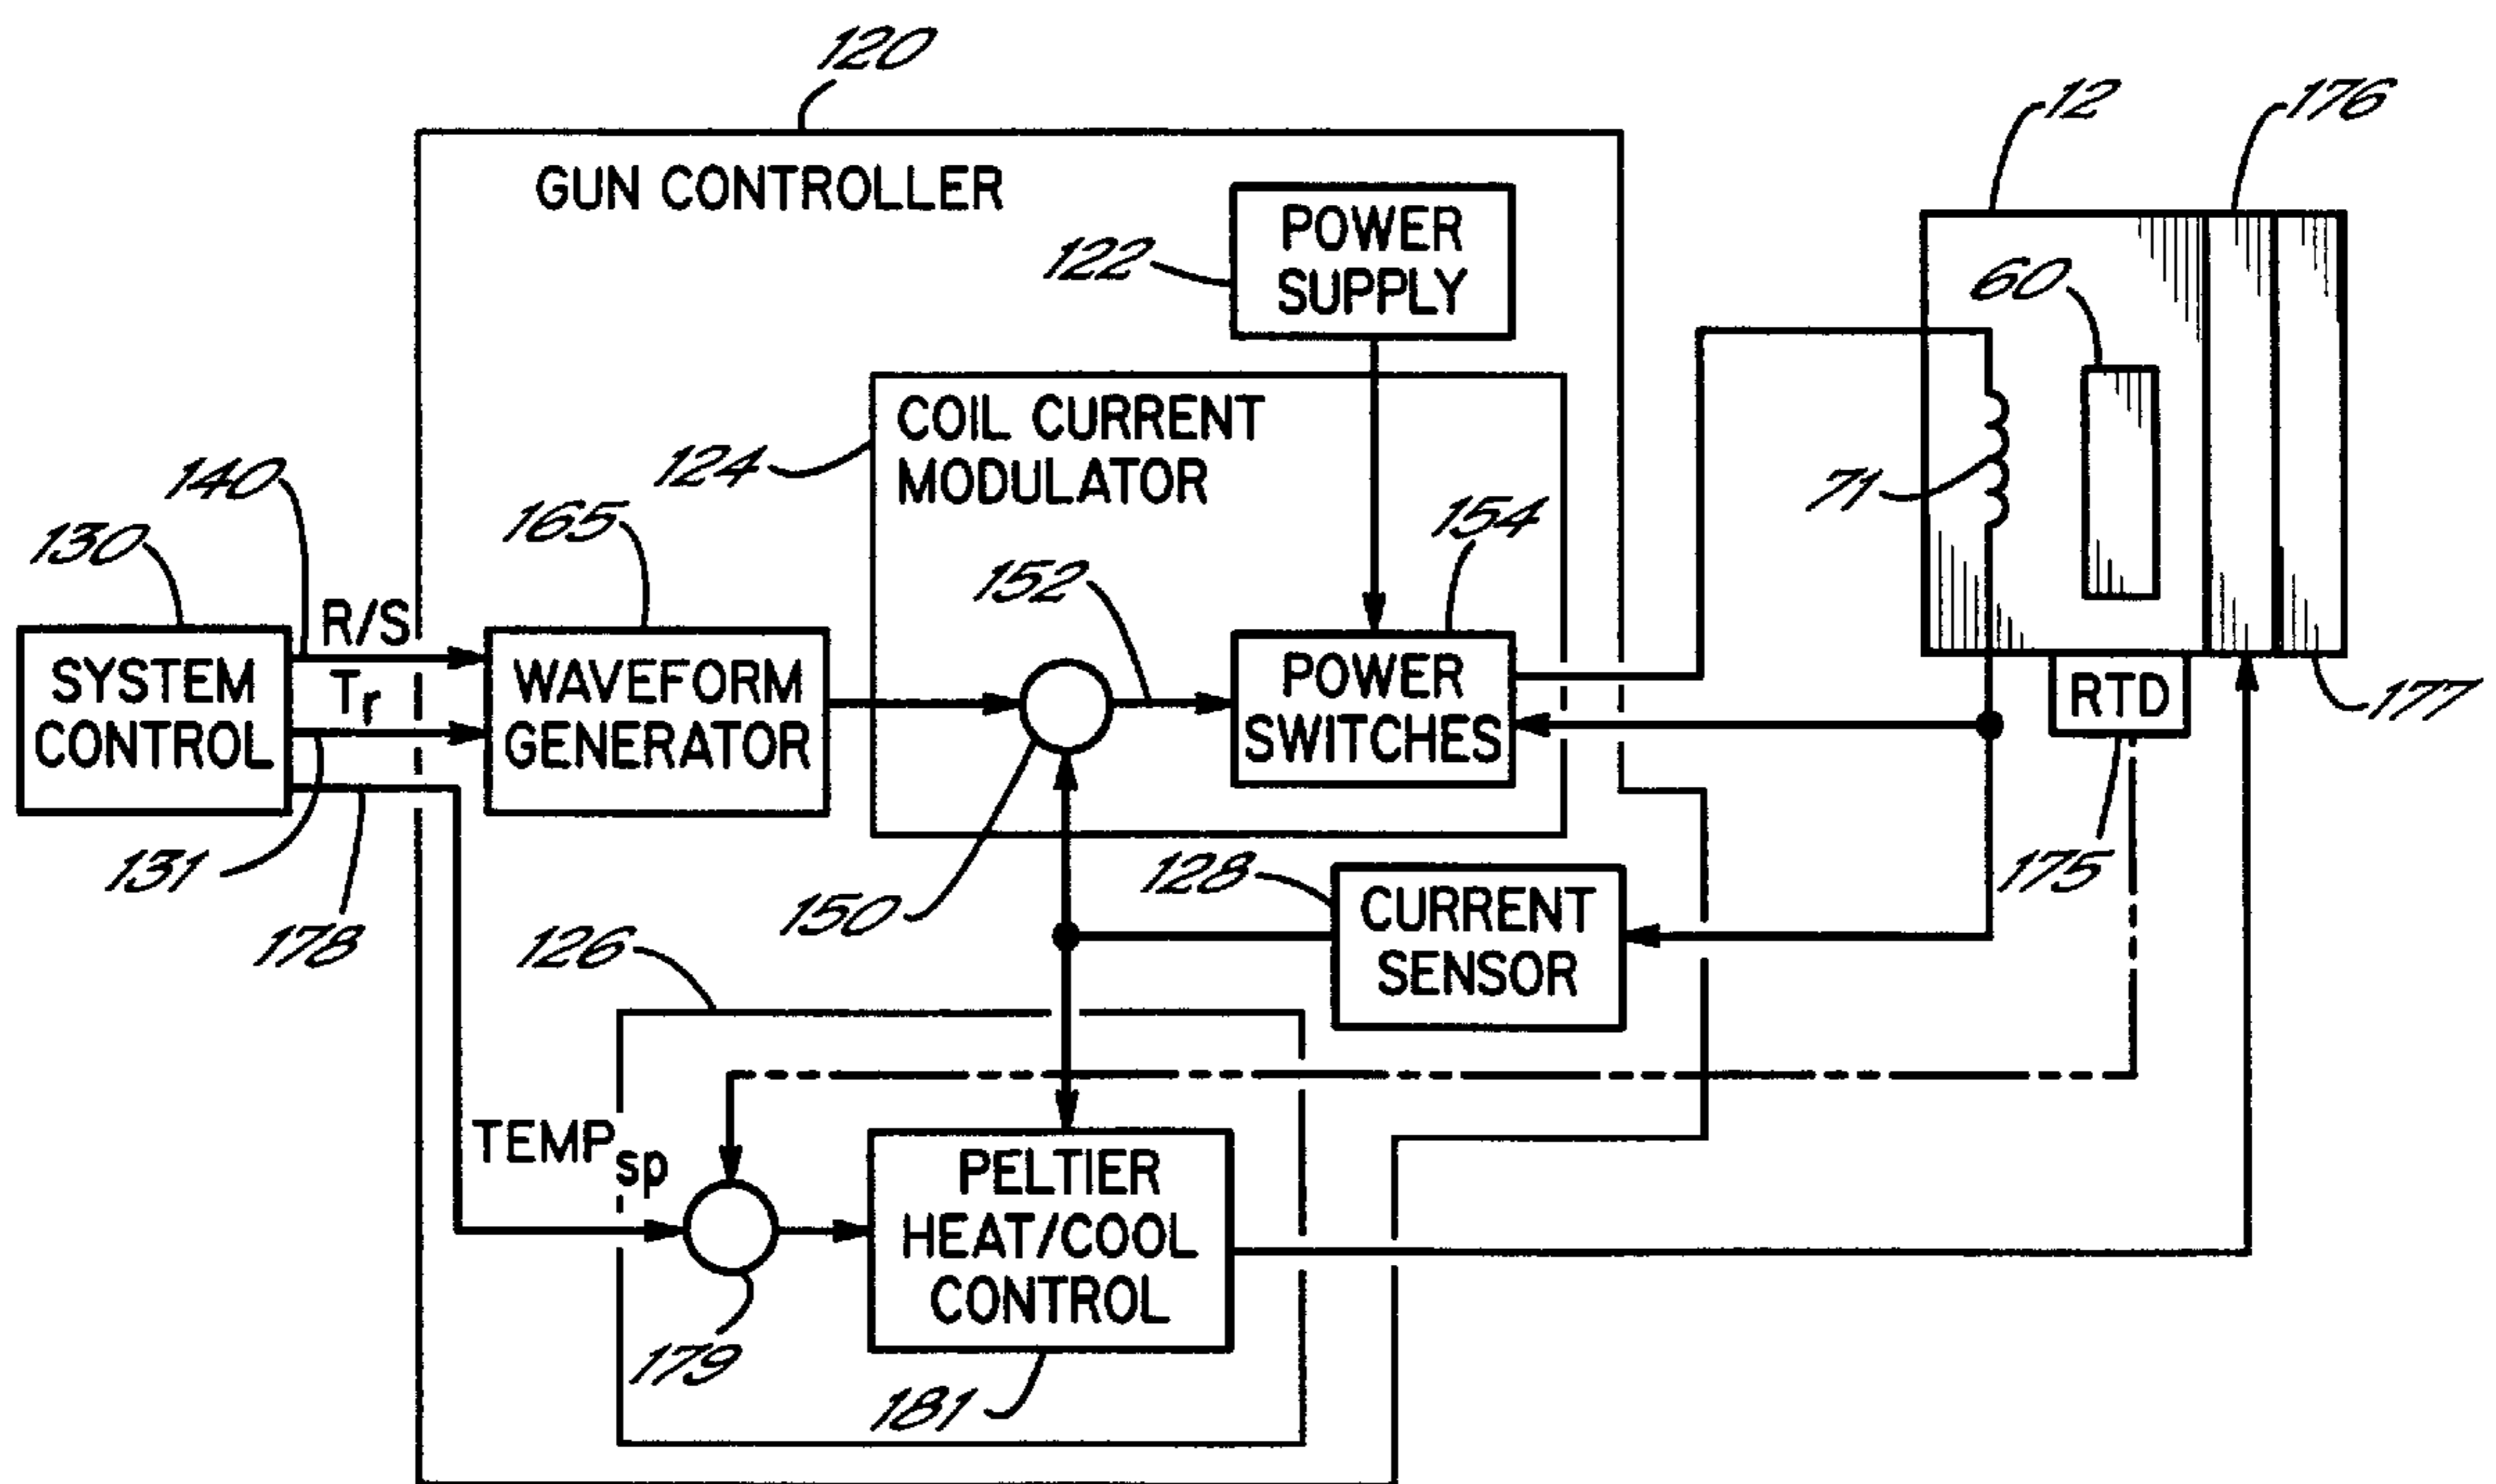 120
12
176
GUN CONTROLLER
POWER
SUPPLY
122
60
COIL CURRENT
MODULATOR
124
140
71
154
165
130
152
R/S
SYSTEM
CONTROL
Tr
WAVEFORM
GENERATOR
POWER
SWITCHES
RTD
177
131
128
175
178
150
126
CURRENT
SENSOR
TEMPsp
PELTIER
HEAT/COOL
CONTROL
179
181